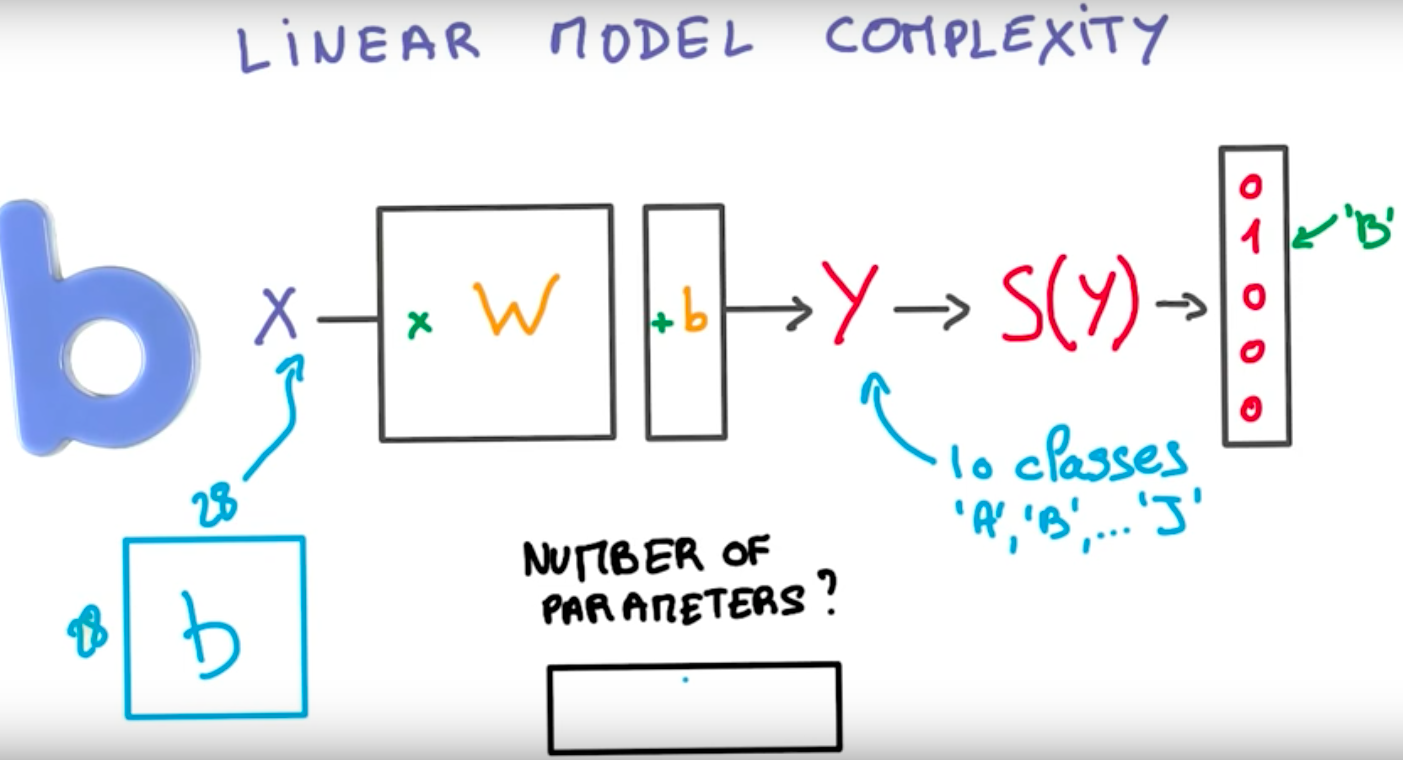 LINEAR MODEL COMPLEXITY
b
X
x W
+ b
Y
S(Y)
0
1
0
0
0
'B'
10 classes
'A', 'B', ... 'J'
28
28
b
NUMBER OF
PARAMETERS?